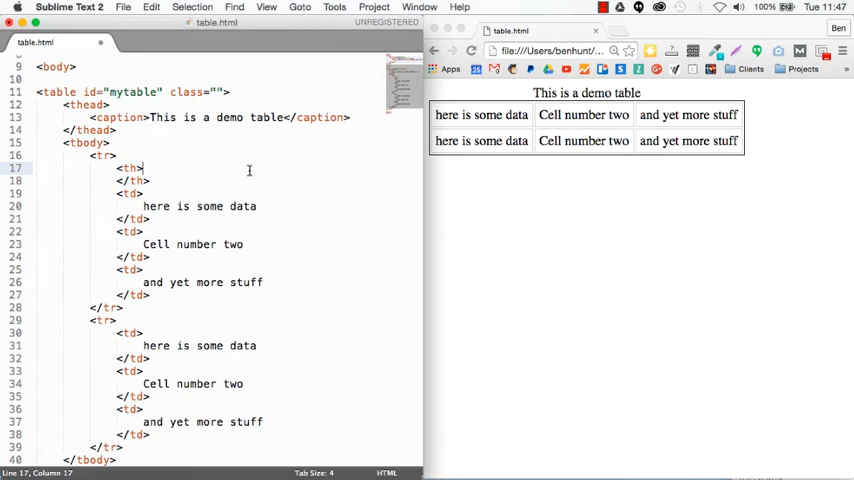 Sublime Text 2 File Edit Selection Find View Goto Tools Project Window Help 100% Tue 11:47
table.html UNREGISTERED
table.html
table.html Ben
file:///Users/benhunt/...
Apps Clients Projects
9 <body>
10
11 <table id="mytable" class="">
12 <thead>
13 <caption>This is a demo table</caption>
14 </thead>
15 <tbody>
16 <tr>
17 <th>
18 </th>
19 <td>
20 here is some data
21 </td>
22 <td>
23 Cell number two
24 </td>
25 <td>
26 and yet more stuff
27 </td>
28 </tr>
29 <tr>
30 <td>
31 here is some data
32 </td>
33 <td>
34 Cell number two
35 </td>
36 <td>
37 and yet more stuff
38 </td>
39 </tr>
40 </tbody>
Line 17, Column 17 Tab Size: 4 HTML
This is a demo table
here is some data Cell number two and yet more stuff
here is some data Cell number two and yet more stuff